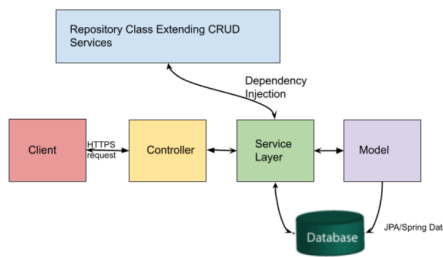 Repository Class Extending CRUD
Services
Dependency
Injection
Client
HTTPS
request
Controller
Service
Layer
Model
Database
JPA/Spring Dat